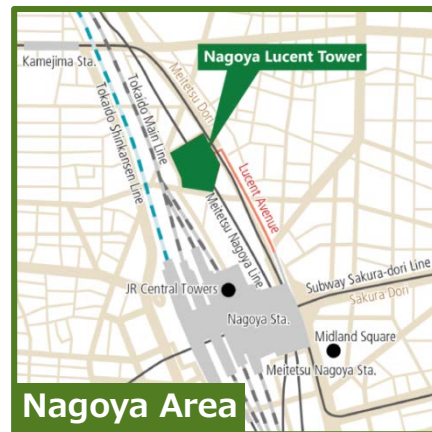 Kamejima Sta.
Nagoya Lucent Tower
Meitetsu Dori
Tokaido Main Line
Tokaido Shinkansen Line
Lucent Avenue
Meitetsu Nagoya Line
JR Central Towers
Subway Sakura-dori Line
Sakura Dori
Nagoya Sta.
Midland Square
Meitetsu Nagoya Sta.
Nagoya Area